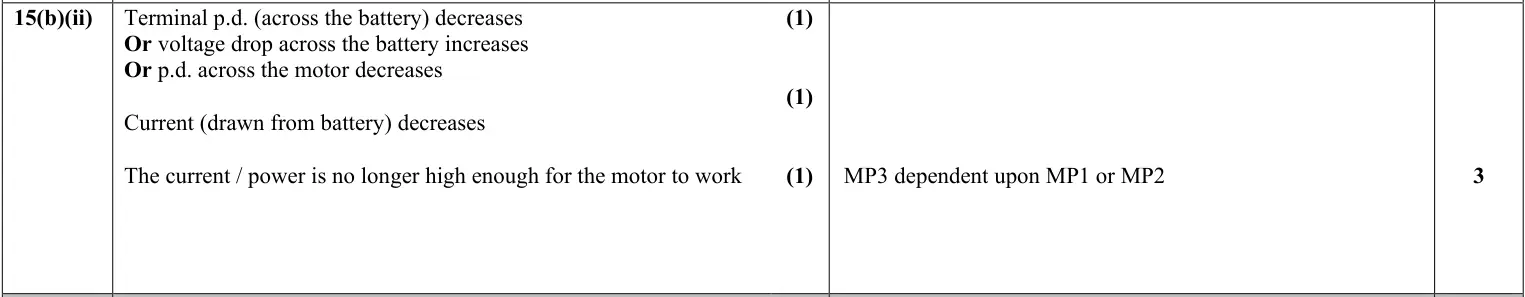 15(b)(ii) Terminal p.d. (across the battery) decreases (1)
Or voltage drop across the battery increases
Or p.d. across the motor decreases
(1)
Current (drawn from battery) decreases
The current / power is no longer high enough for the motor to work (1) MP3 dependent upon MP1 or MP2 3